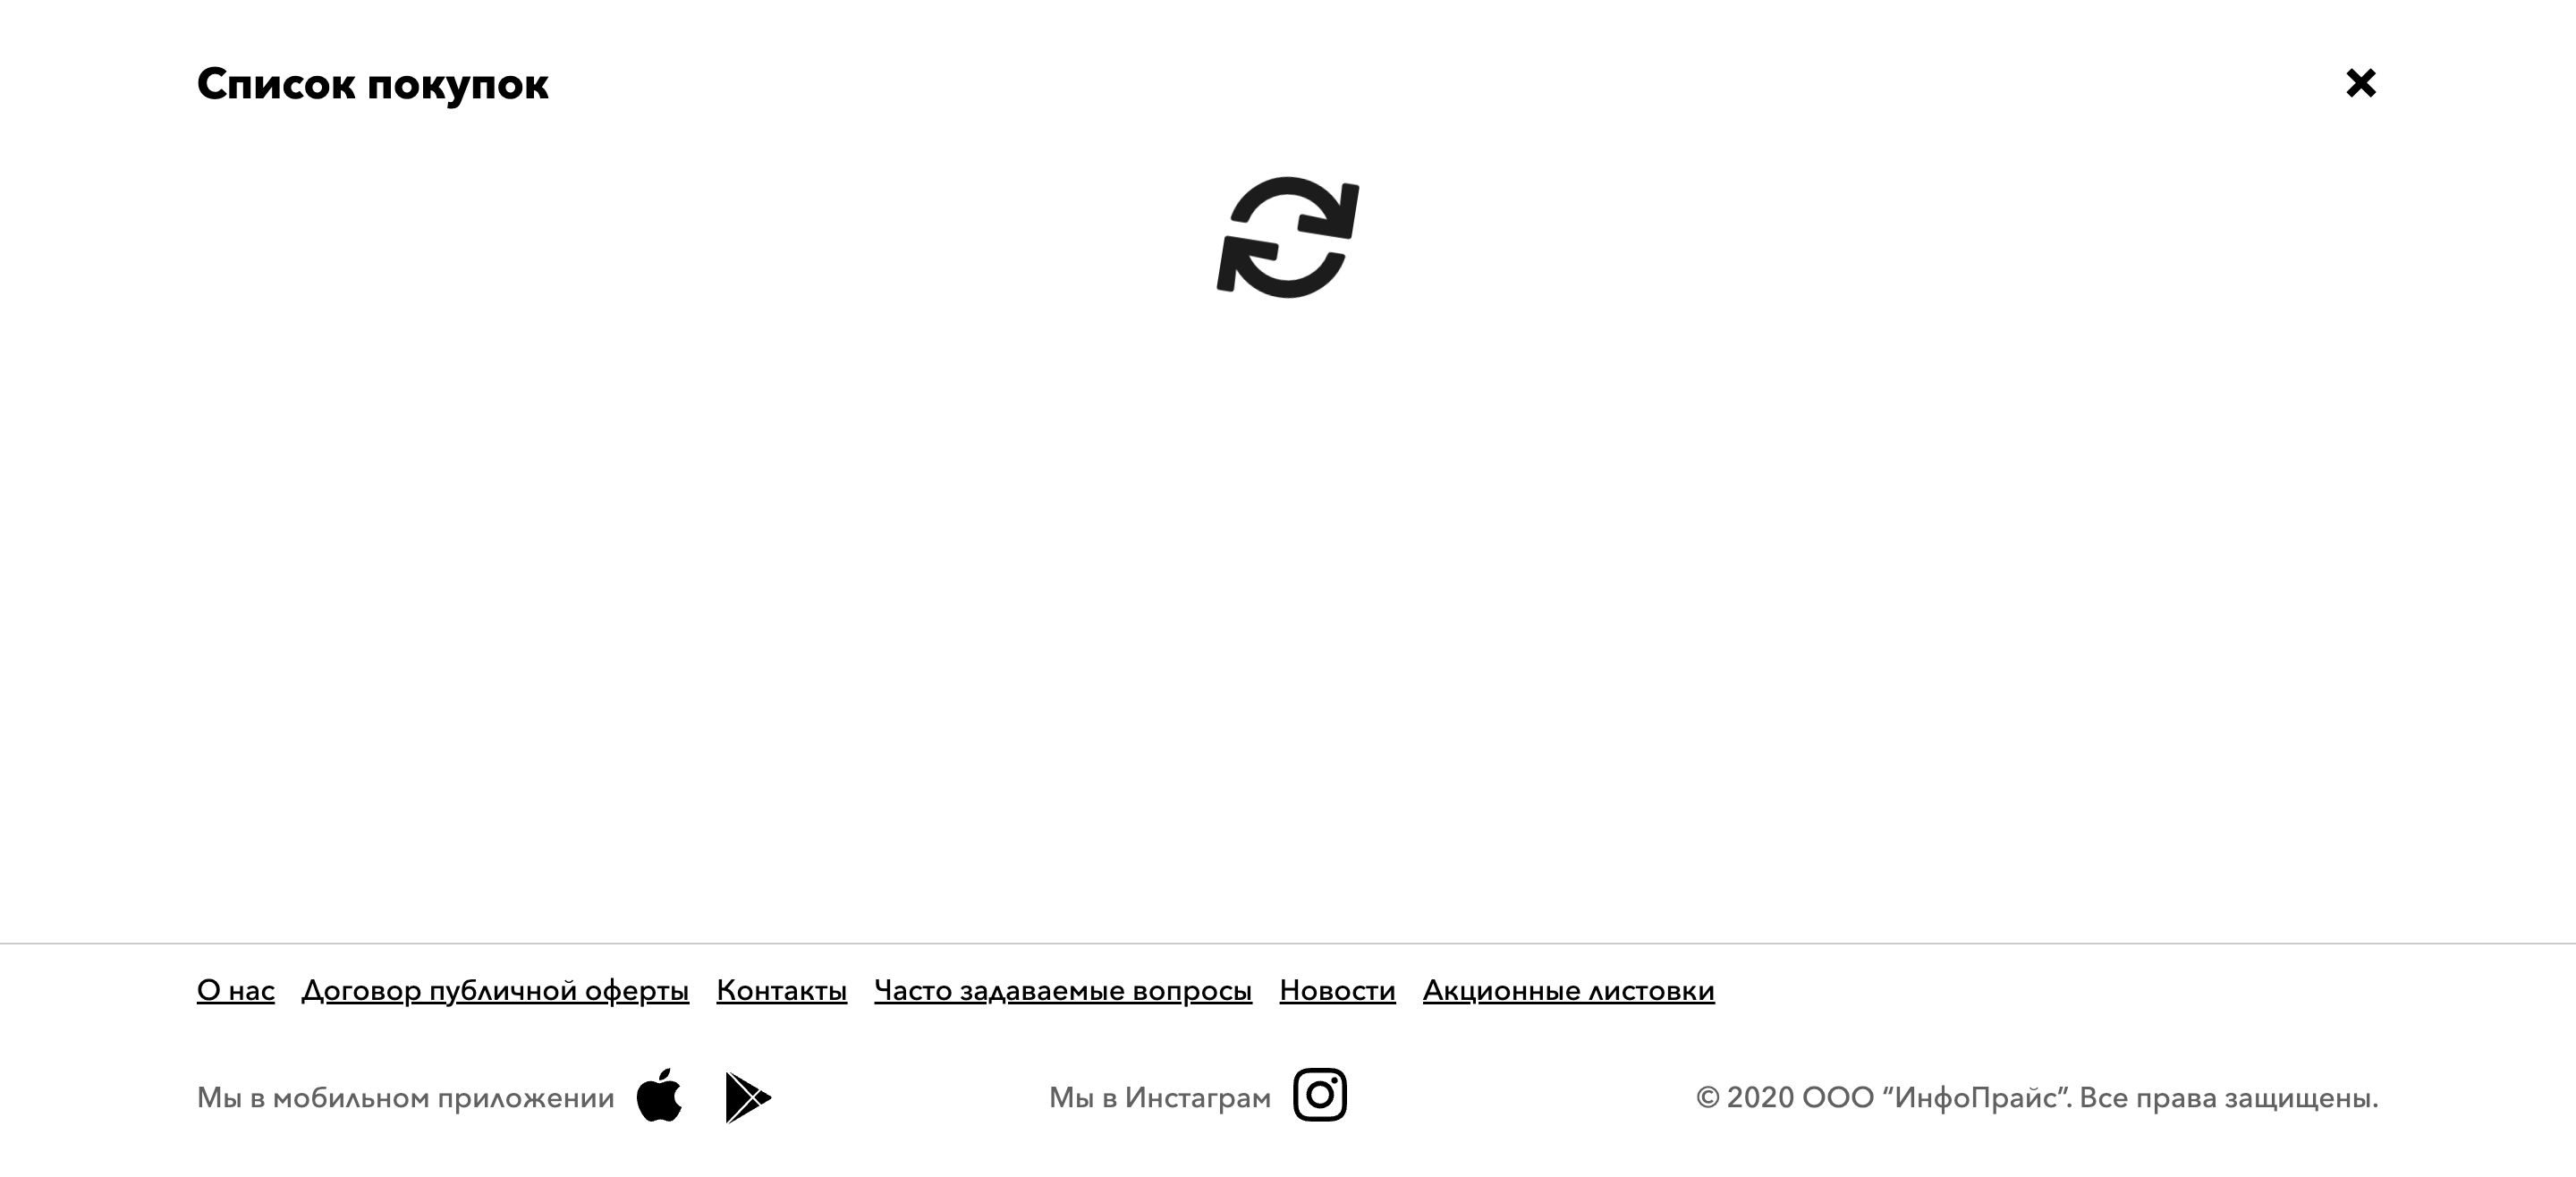 Список покупок
О нас Договор публичной оферты Контакты Часто задаваемые вопросы Новости Акционные листовки
Мы в мобильном приложении Мы в Инстаграм © 2020 ООО “ИнфоПрайс”. Все права защищены.